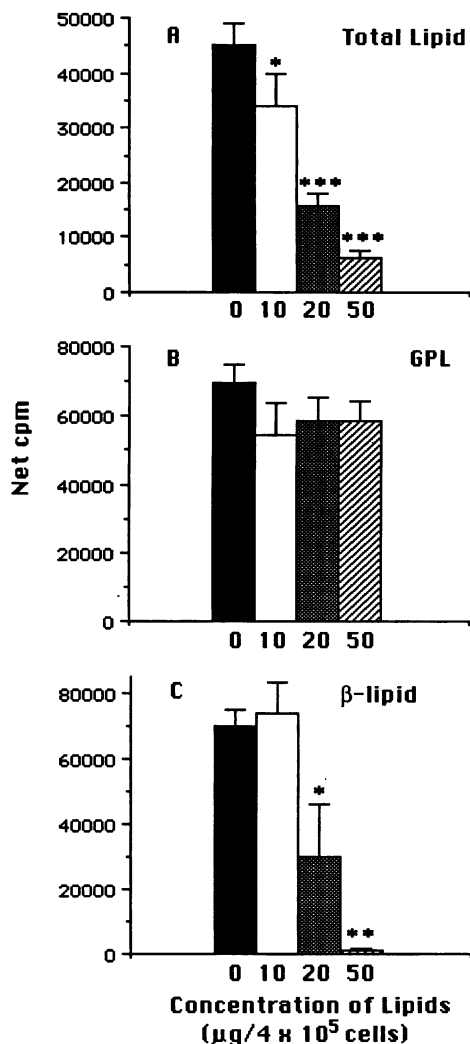 A Total Lipid
50000
40000
30000
20000
10000
0
*
***
***
0 10 20 50
B GPL
80000
60000
40000
20000
0
0 10 20 50
Net cpm
C β-lipid
80000
60000
40000
20000
0
*
**
0 10 20 50
Concentration of Lipids
(µg/4 x 10⁵ cells)